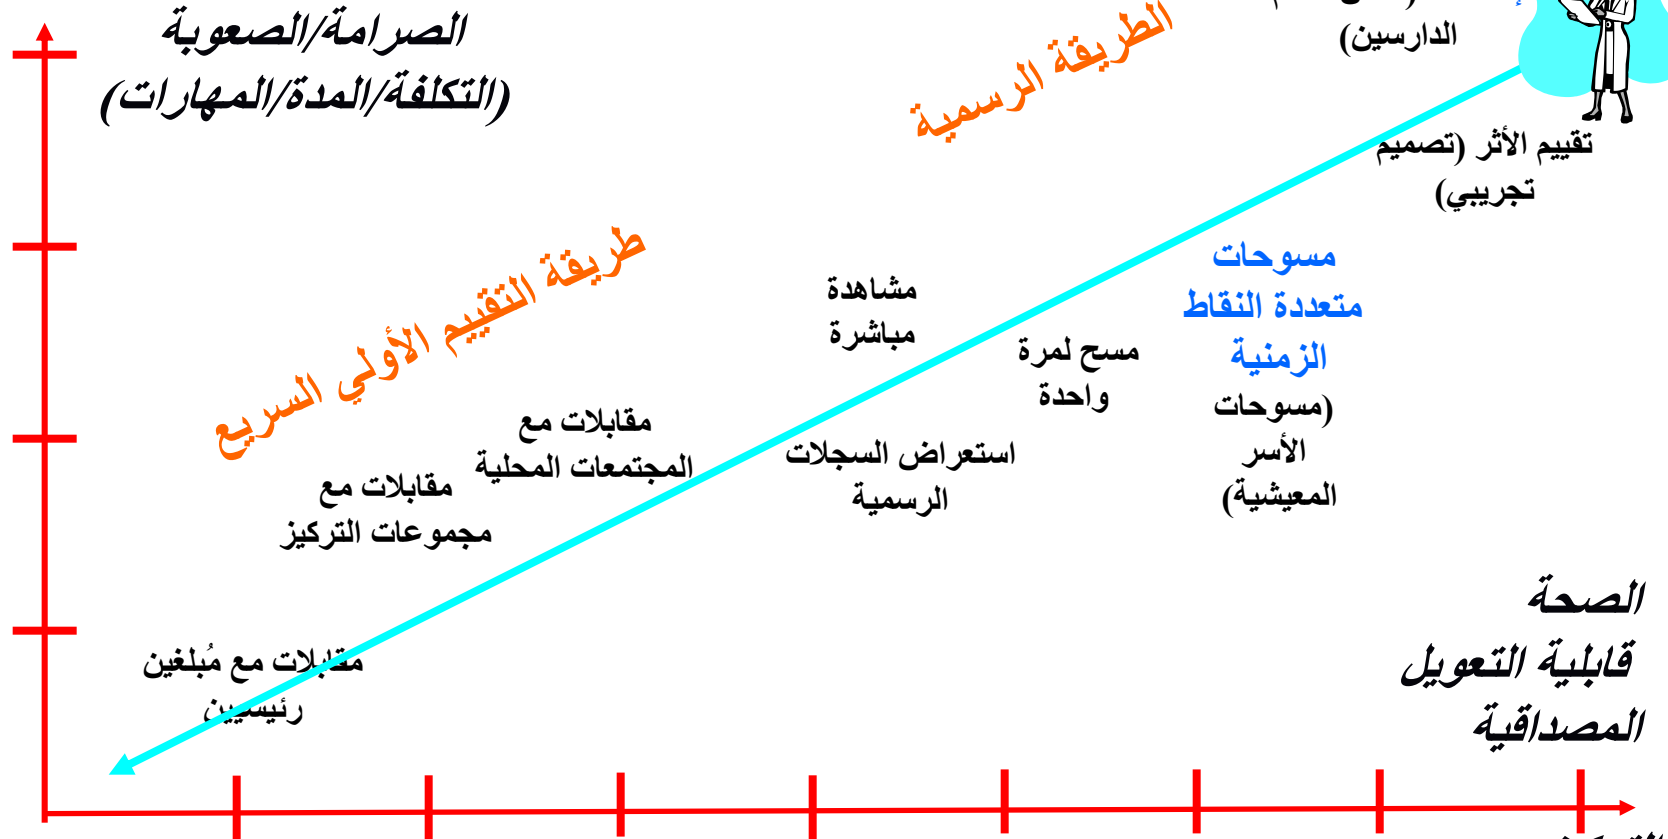 الصرامة/الصعوبة
(التكلفة/المدة/المهارات)
الطريقة الرسمية
الدارسين)
تقييم الأثر (تصميم
تجريبي)
طريقة التقييم الأولي السريع
مشاهدة
مباشرة
مسح لمرة
واحدة
مسوحات
متعددة النقاط
الزمنية
(مسوحات
الأسر
المعيشية)
مقابلات مع
المجتمعات المحلية
استعراض السجلات
الرسمية
مقابلات مع
مجموعات التركيز
مقابلات مع مُبلغين
رئيسيين
الصحة
قابلية التعويل
المصداقية